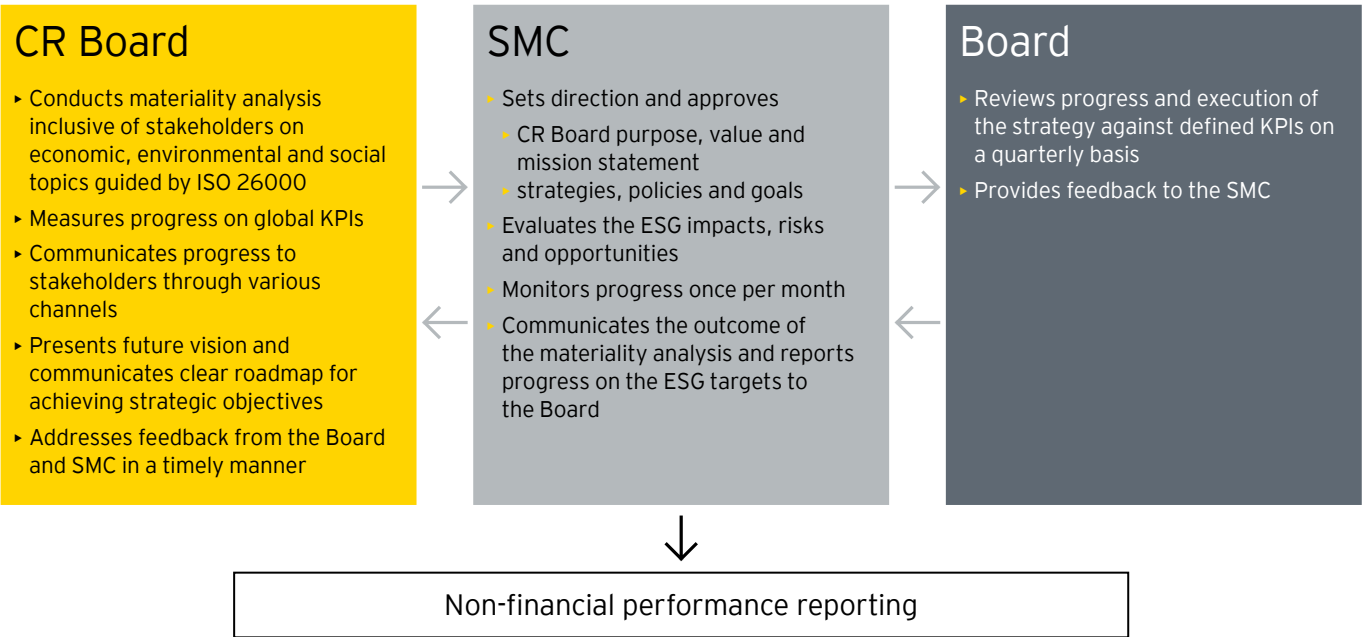 CR Board
▸ Conducts materiality analysis
inclusive of stakeholders on
economic, environmental and social
topics guided by ISO 26000
▸ Measures progress on global KPIs
▸ Communicates progress to
stakeholders through various
channels
▸ Presents future vision and
communicates clear roadmap for
achieving strategic objectives
▸ Addresses feedback from the Board
and SMC in a timely manner
SMC
▸ Sets direction and approves
▸ CR Board purpose, value and
mission statement
▸ strategies, policies and goals
▸ Evaluates the ESG impacts, risks
and opportunities
▸ Monitors progress once per month
▸ Communicates the outcome of
the materiality analysis and reports
progress on the ESG targets to
the Board
Board
▸ Reviews progress and execution of
the strategy against defined KPIs on
a quarterly basis
▸ Provides feedback to the SMC
Non-financial performance reporting